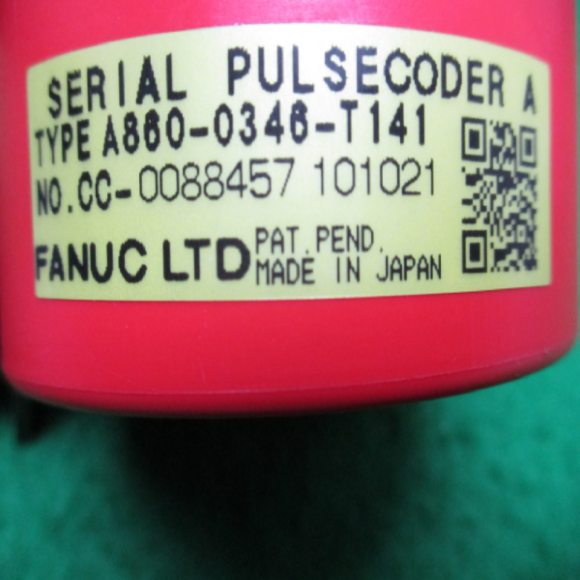 SERIAL PULSECODER A
TYPE A860-0346-T141
NO.CC-0088457 101021
FANUC LTD PAT.PEND.
MADE IN JAPAN